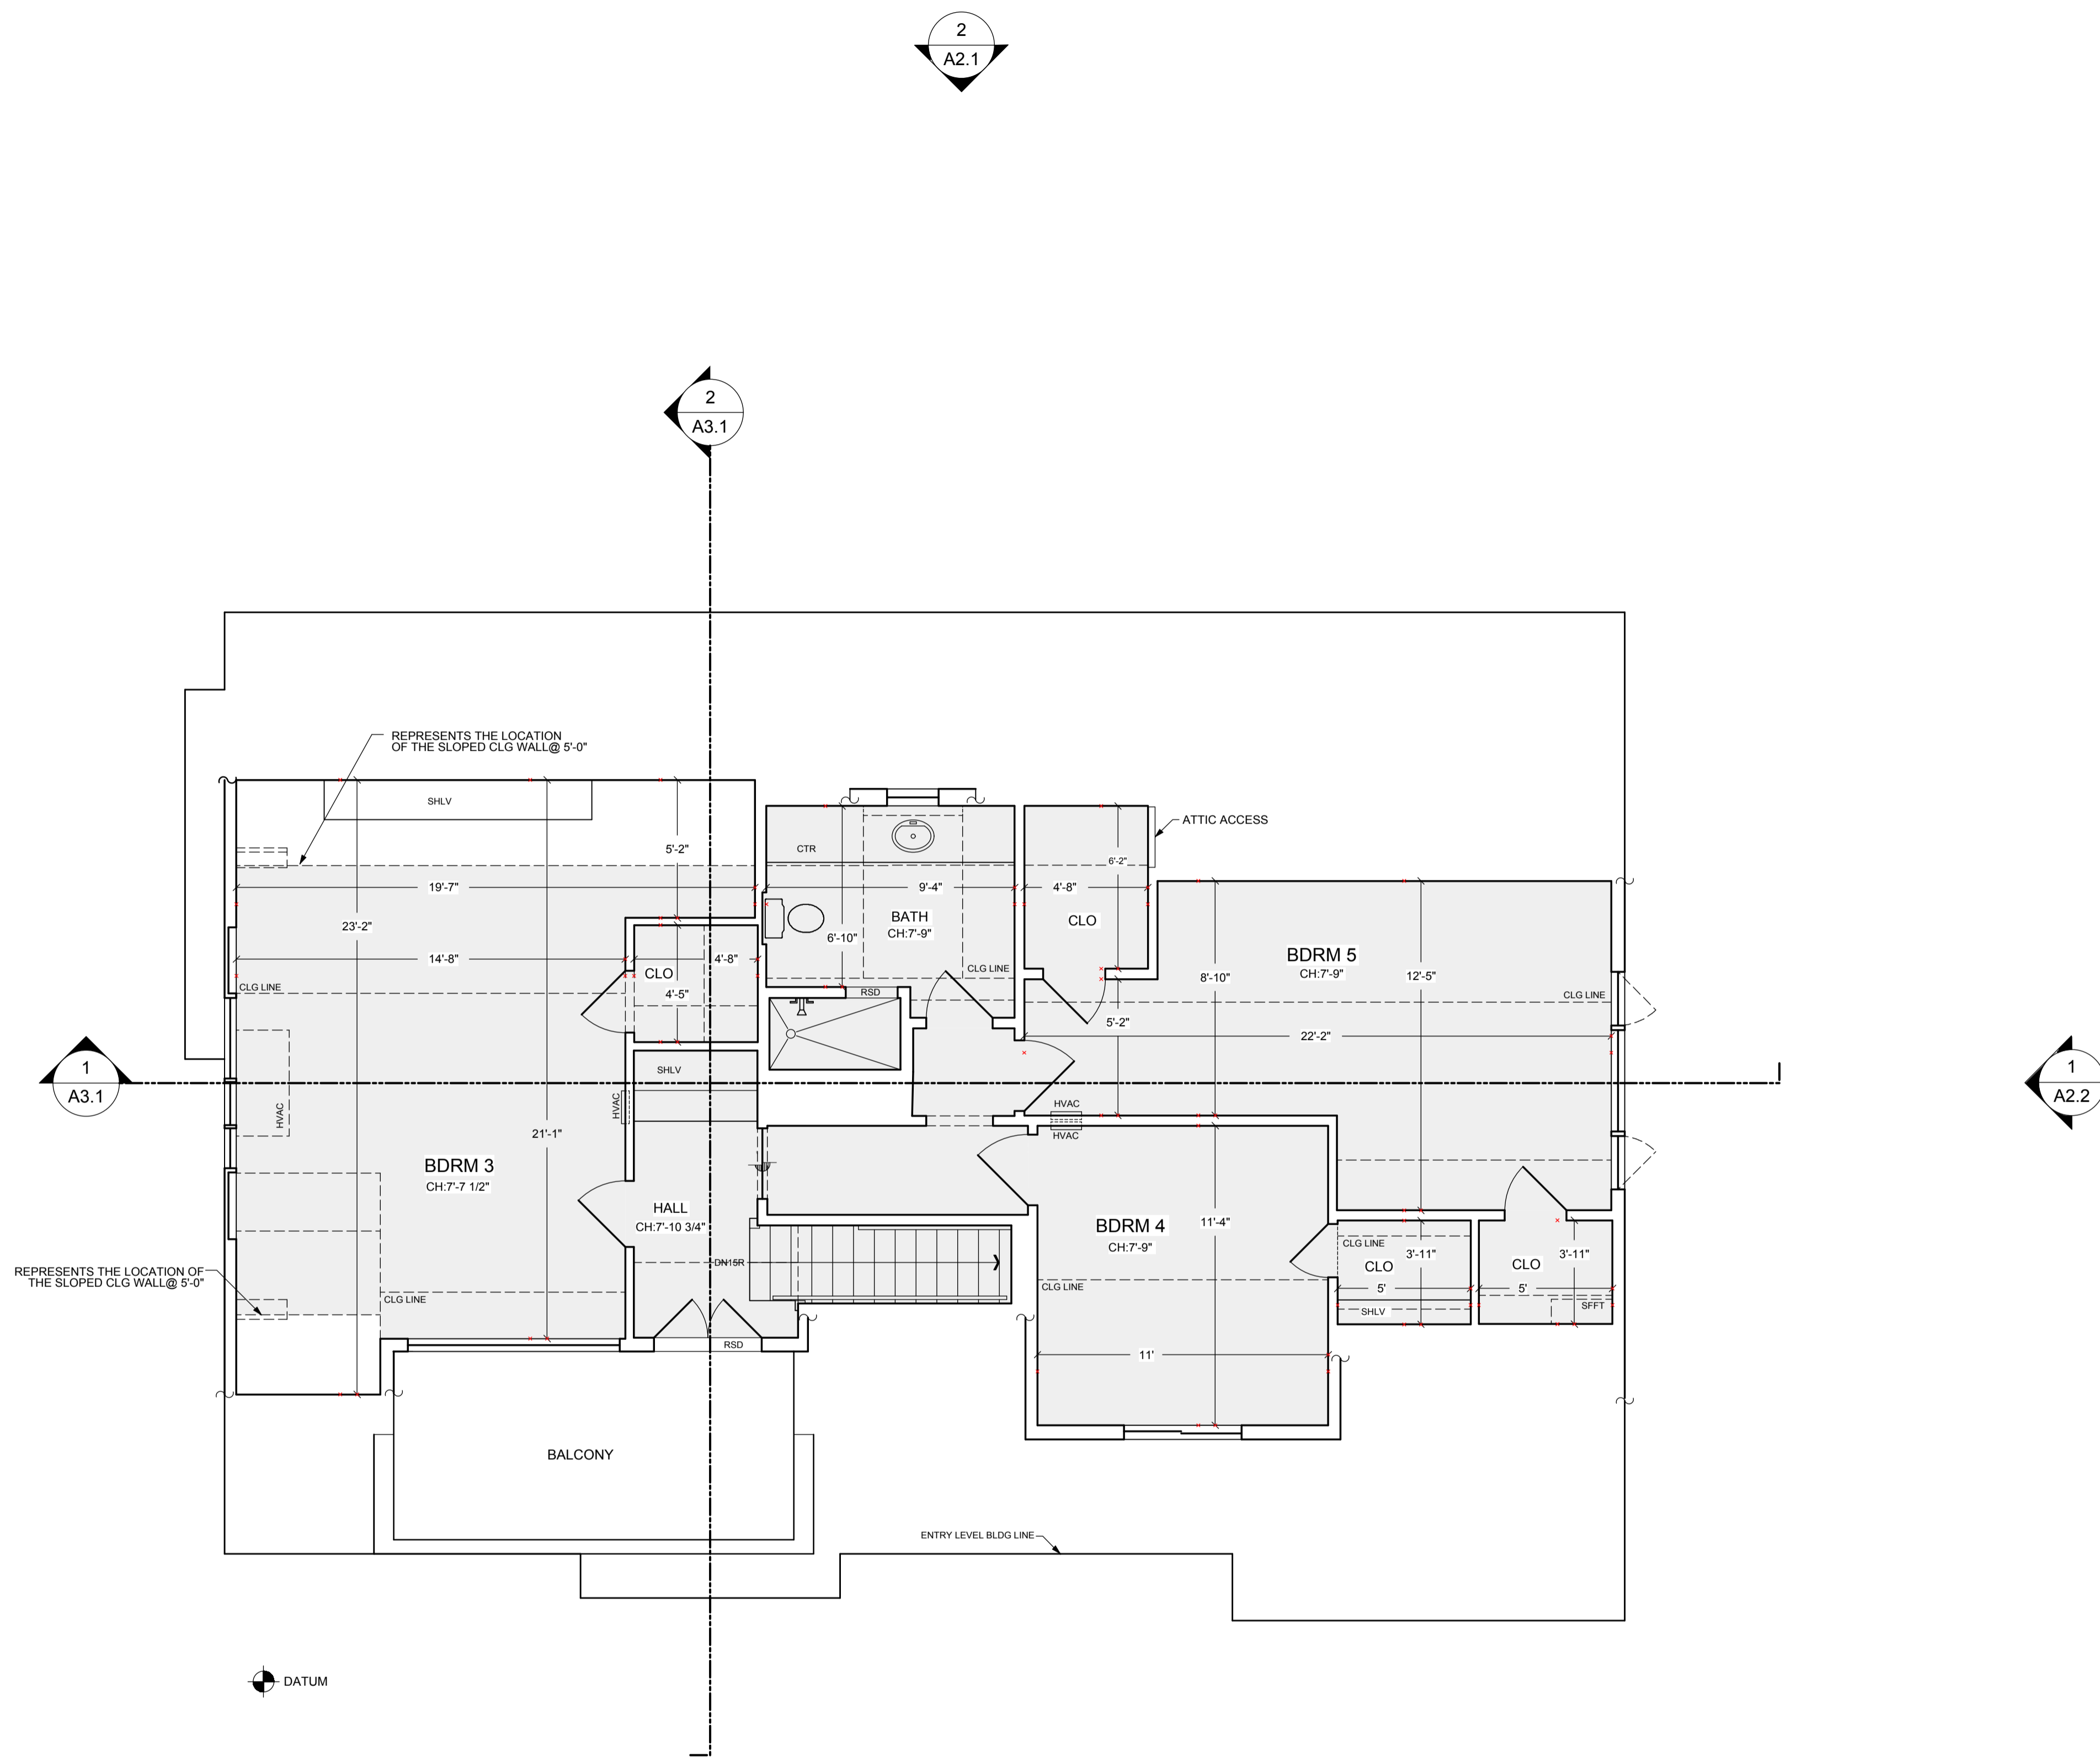 2
A2.1
2
A3.1
REPRESENTS THE LOCATION
OF THE SLOPED CLG WALL@ 5'-0"
SHLV
ATTIC ACCESS
CTR
5'-2"
6'-2"
19'-7"
9'-4"
4'-8"
23'-2"
BATH
CH:7'-9"
CLO
6'-10"
14'-8"
4'-8"
CLO
4'-5"
CLG LINE
CLG LINE
RSD
BDRM 5
CH:7'-9"
8'-10"
12'-5"
CLG LINE
5'-2"
22'-2"
1
A3.1
1
A2.2
SHLV
HVAC
HVAC
HVAC
HVAC
21'-1"
BDRM 3
CH:7'-7 1/2"
HALL
CH:7'-10 3/4"
BDRM 4
CH:7'-9"
11'-4"
CLG LINE
3'-11"
CLO
5'
SHLV
3'-11"
CLO
5'
SFFT
DN15R
REPRESENTS THE LOCATION OF
THE SLOPED CLG WALL@ 5'-0"
CLG LINE
CLG LINE
RSD
11'
BALCONY
ENTRY LEVEL BLDG LINE
DATUM